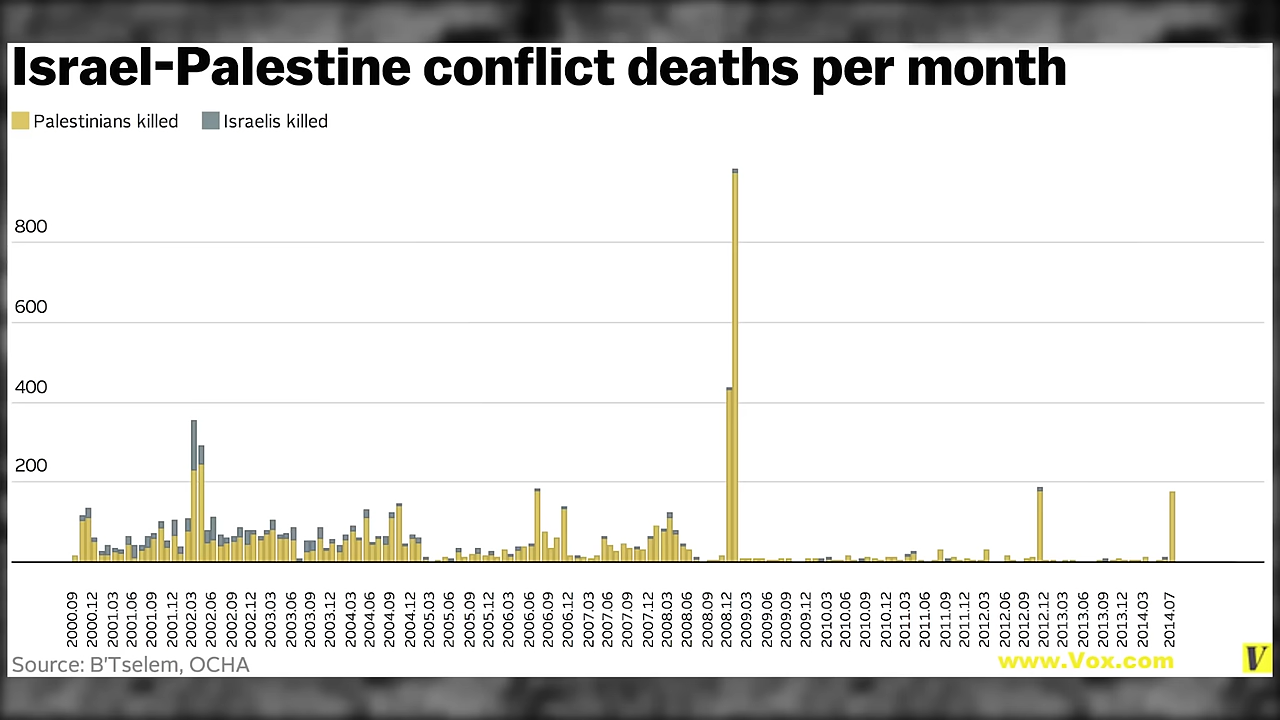 Israel-Palestine conflict deaths per month
Palestinians killed Israelis killed
800
600
400
200
2000.09 2000.12 2001.03 2001.06 2001.09 2001.12 2002.03 2002.06 2002.09 2002.12 2003.03 2003.06 2003.09 2003.12 2004.03 2004.06 2004.09 2004.12 2005.03 2005.06 2005.09 2005.12 2006.03 2006.06 2006.09 2006.12 2007.03 2007.06 2007.09 2007.12 2008.03 2008.06 2008.09 2008.12 2009.03 2009.06 2009.09 2009.12 2010.03 2010.06 2010.09 2010.12 2011.03 2011.06 2011.09 2011.12 2012.03 2012.06 2012.09 2012.12 2013.03 2013.06 2013.09 2013.12 2014.03 2014.07
Source: B'Tselem, OCHA
www.Vox.com
V